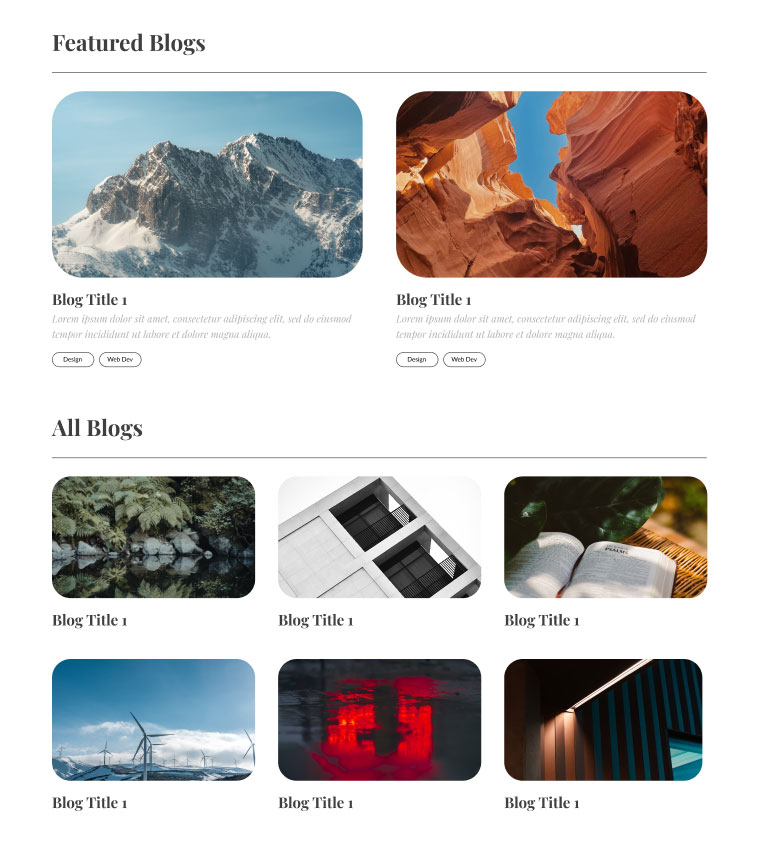 Featured Blogs
Blog Title 1
Lorem ipsum dolor sit amet, consectetur adipiscing elit, sed do eiusmod
tempor incididunt ut labore et dolore magna aliqua.
Design Web Dev
Blog Title 1
Lorem ipsum dolor sit amet, consectetur adipiscing elit, sed do eiusmod
tempor incididunt ut labore et dolore magna aliqua.
Design Web Dev
All Blogs
PSALMS
Blog Title 1
Blog Title 1
Blog Title 1
Blog Title 1
Blog Title 1
Blog Title 1